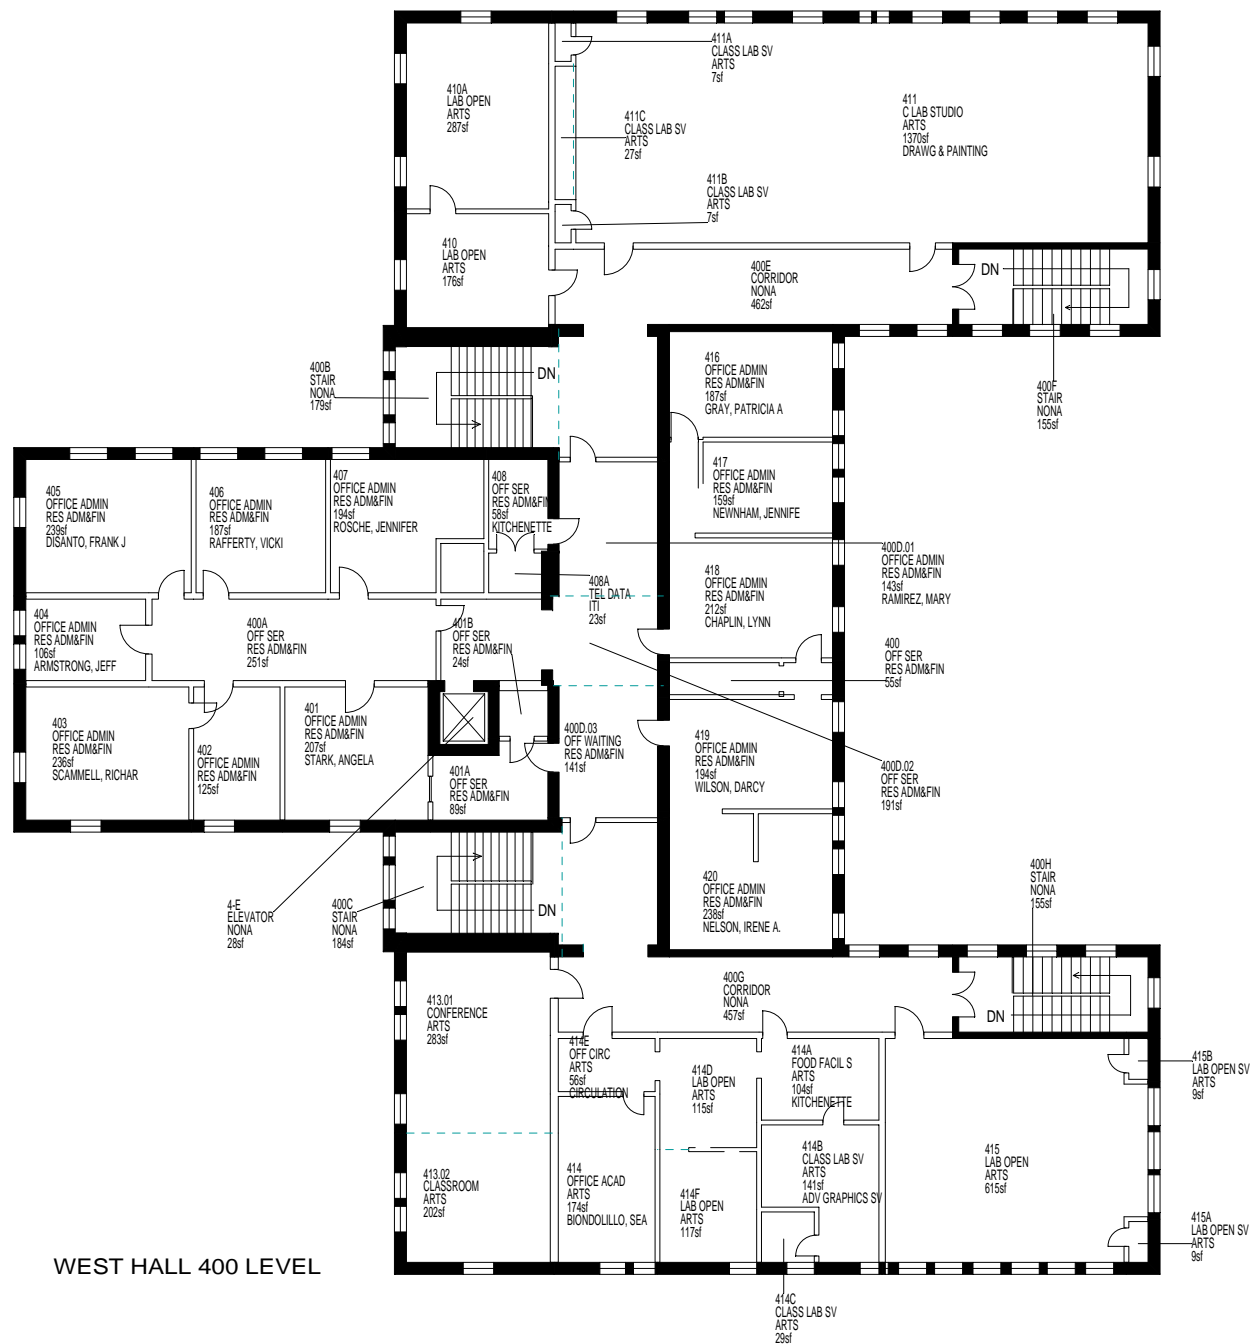 411A
CLASS LAB SV
ARTS
7sf
410A
LAB OPEN
ARTS
287sf
411C
CLASS LAB SV
ARTS
27sf
411
C LAB STUDIO
ARTS
1370sf
DRAWG & PAINTING
411B
CLASS LAB SV
ARTS
7sf
410
LAB OPEN
ARTS
176sf
400E
CORRIDOR
NONA
462sf
DN
400B
STAIR
NONA
179sf
DN
416
OFFICE ADMIN
RES ADM&FIN
187sf
GRAY, PATRICIA A
400F
STAIR
NONA
155sf
405
OFFICE ADMIN
RES ADM&FIN
239sf
DISANTO, FRANK J
406
OFFICE ADMIN
RES ADM&FIN
187sf
RAFFERTY, VICKI
407
OFFICE ADMIN
RES ADM&FIN
194sf
ROSCHE, JENNIFER
408
OFF SER
RES ADM&FIN
58sf
KITCHENETTE
417
OFFICE ADMIN
RES ADM&FIN
159sf
NEWNHAM, JENNIFE
400D.01
OFFICE ADMIN
RES ADM&FIN
143sf
RAMIREZ, MARY
408A
TEL DATA
ITI
23sf
418
OFFICE ADMIN
RES ADM&FIN
212sf
CHAPLIN, LYNN
404
OFFICE ADMIN
RES ADM&FIN
106sf
ARMSTRONG, JEFF
400A
OFF SER
RES ADM&FIN
251sf
401B
OFF SER
RES ADM&FIN
24sf
400
OFF SER
RES ADM&FIN
55sf
403
OFFICE ADMIN
RES ADM&FIN
236sf
SCAMMELL, RICHAR
402
OFFICE ADMIN
RES ADM&FIN
125sf
401
OFFICE ADMIN
RES ADM&FIN
207sf
STARK, ANGELA
400D.03
OFF WAITING
RES ADM&FIN
141sf
419
OFFICE ADMIN
RES ADM&FIN
194sf
WILSON, DARCY
400D.02
OFF SER
RES ADM&FIN
191sf
401A
OFF SER
RES ADM&FIN
89sf
4-E
ELEVATOR
NONA
28sf
400C
STAIR
NONA
184sf
DN
420
OFFICE ADMIN
RES ADM&FIN
238sf
NELSON, IRENE A.
400H
STAIR
NONA
155sf
413.01
CONFERENCE
ARTS
283sf
400G
CORRIDOR
NONA
457sf
DN
414E
OFF CIRC
ARTS
56sf
CIRCULATION
414D
LAB OPEN
ARTS
115sf
414A
FOOD FACIL S
ARTS
104sf
KITCHENETTE
415B
LAB OPEN SV
ARTS
9sf
413.02
CLASSROOM
ARTS
202sf
414
OFFICE ACAD
ARTS
174sf
BIONDOLILLO, SEA
414F
LAB OPEN
ARTS
117sf
414B
CLASS LAB SV
ARTS
141sf
ADV GRAPHICS SV
415
LAB OPEN
ARTS
615sf
415A
LAB OPEN SV
ARTS
9sf
WEST HALL 400 LEVEL
414C
CLASS LAB SV
ARTS
29sf